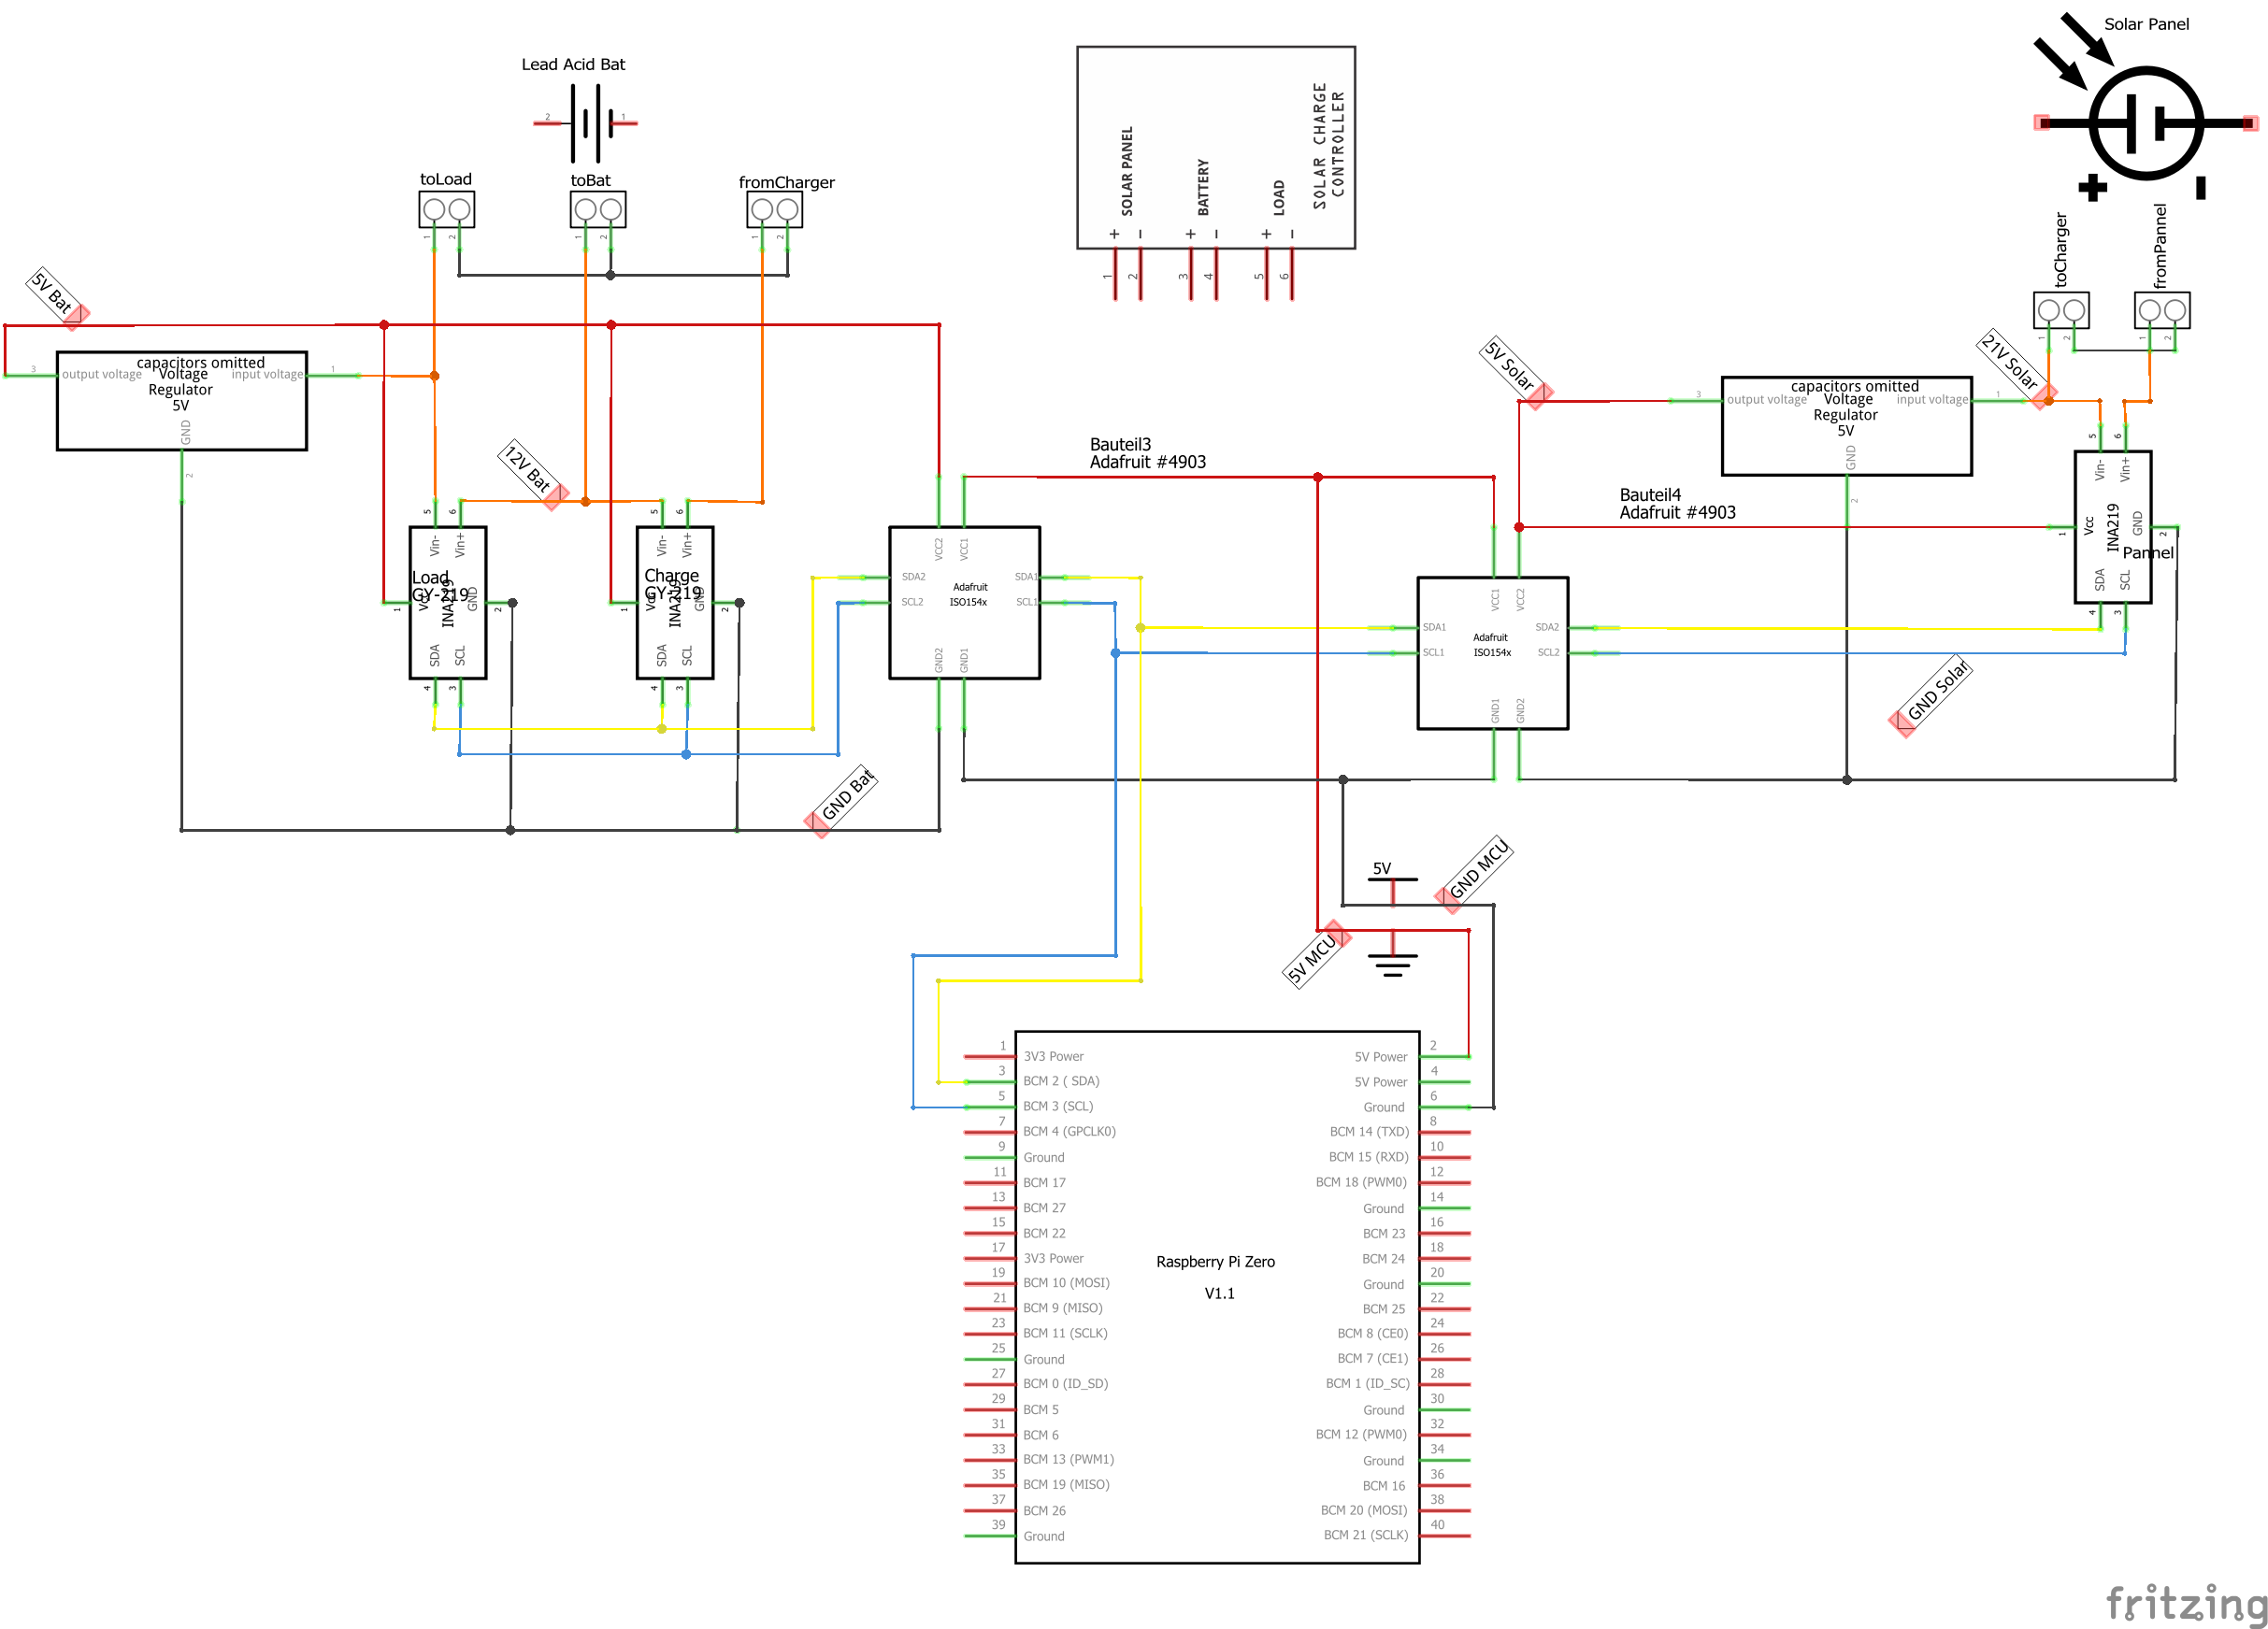 Solar Panel
Lead Acid Bat
2
1
SOLAR PANEL
BATTERY
LOAD
SOLAR CHARGE
CONTROLLER
+
−
+
−
+
−
1
2
3
4
5
6
toLoad
1
2
toBat
1
2
fromCharger
1
2
toCharger
1
2
fromPannel
1
2
5V Bat
capacitors omitted
3
output voltage
Voltage
input voltage
1
Regulator
5V
GND
2
12V Bat
5V Solar
21V Solar
capacitors omitted
3
output voltage
Voltage
input voltage
1
Regulator
5V
GND
2
Bauteil3
Adafruit #4903
Bauteil4
Adafruit #4903
5
6
Vin-
Vin+
Load
GY-219
1
Vcc
INA219
GND
2
SDA
SCL
4
3
5
6
Vin-
Vin+
Charge
GY-219
1
Vcc
INA219
GND
2
SDA
SCL
4
3
VCC2
VCC1
SDA2
SDA1
Adafruit
SCL2
ISO154x
SCL1
GND2
GND1
VCC1
VCC2
SDA1
SDA2
Adafruit
SCL1
ISO154x
SCL2
GND1
GND2
5
6
Vin-
Vin+
1
Vcc
INA219
GND
2
Pannel
SDA
SCL
4
3
GND Solar
GND Bat
5V
GND MCU
5V MCU
1
3V3 Power
5V Power
2
3
BCM 2 ( SDA)
5V Power
4
5
BCM 3 (SCL)
Ground
6
7
BCM 4 (GPCLK0)
BCM 14 (TXD)
8
9
Ground
BCM 15 (RXD)
10
11
BCM 17
BCM 18 (PWM0)
12
13
BCM 27
Ground
14
15
BCM 22
BCM 23
16
17
3V3 Power
BCM 24
18
Raspberry Pi Zero
V1.1
19
BCM 10 (MOSI)
Ground
20
21
BCM 9 (MISO)
BCM 25
22
23
BCM 11 (SCLK)
BCM 8 (CE0)
24
25
Ground
BCM 7 (CE1)
26
27
BCM 0 (ID_SD)
BCM 1 (ID_SC)
28
29
BCM 5
Ground
30
31
BCM 6
BCM 12 (PWM0)
32
33
BCM 13 (PWM1)
Ground
34
35
BCM 19 (MISO)
BCM 16
36
37
BCM 26
BCM 20 (MOSI)
38
39
Ground
BCM 21 (SCLK)
40
fritzing